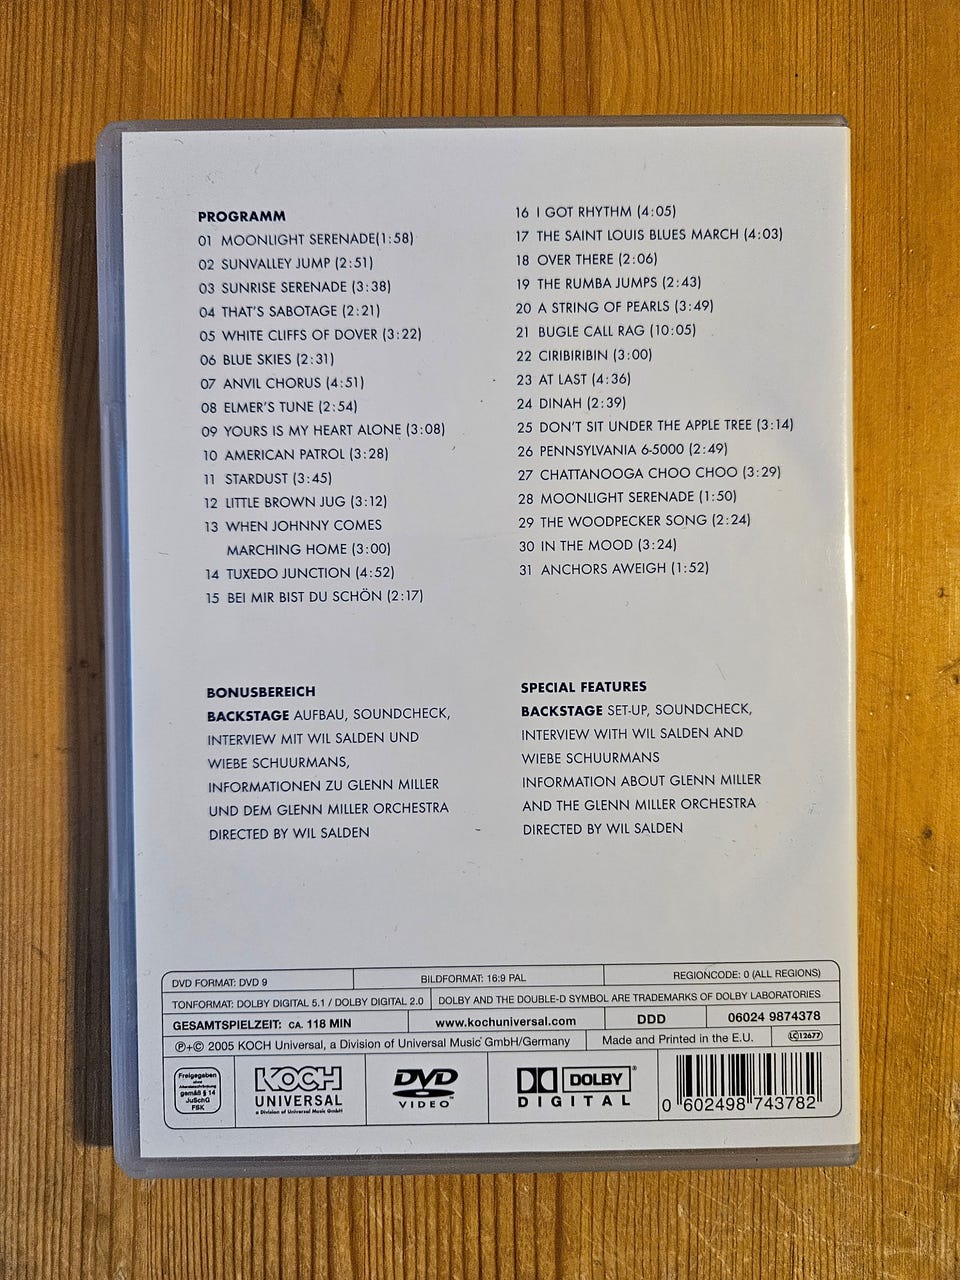 PROGRAMM
01 MOONLIGHT SERENADE(1:58)
02 SUNVALLEY JUMP (2:51)
03 SUNRISE SERENADE (3:38)
04 THAT'S SABOTAGE (2:21)
05 WHITE CLIFFS OF DOVER (3:22)
06 BLUE SKIES (2:31)
07 ANVIL CHORUS (4:51)
08 ELMER'S TUNE (2:54)
09 YOURS IS MY HEART ALONE (3:08)
10 AMERICAN PATROL (3:28)
11 STARDUST (3:45)
12 LITTLE BROWN JUG (3:12)
13 WHEN JOHNNY COMES
MARCHING HOME (3:00)
14 TUXEDO JUNCTION (4:52)
15 BEI MIR BIST DU SCHÖN (2:17)
16 I GOT RHYTHM (4:05)
17 THE SAINT LOUIS BLUES MARCH (4:03)
18 OVER THERE (2:06)
19 THE RUMBA JUMPS (2:43)
20 A STRING OF PEARLS (3:49)
21 BUGLE CALL RAG (10:05)
22 CIRIBIRIBIN (3:00)
23 AT LAST (4:36)
24 DINAH (2:39)
25 DON'T SIT UNDER THE APPLE TREE (3:14)
26 PENNSYLVANIA 6-5000 (2:49)
27 CHATTANOOGA CHOO CHOO (3:29)
28 MOONLIGHT SERENADE (1:50)
29 THE WOODPECKER SONG (2:24)
30 IN THE MOOD (3:24)
31 ANCHORS AWEIGH (1:52)
BONUSBEREICH
BACKSTAGE AUFBAU, SOUNDCHECK,
INTERVIEW MIT WIL SALDEN UND
WIEBE SCHUURMANS,
INFORMATIONEN ZU GLENN MILLER
UND DEM GLENN MILLER ORCHESTRA
DIRECTED BY WIL SALDEN
SPECIAL FEATURES
BACKSTAGE SET-UP, SOUNDCHECK,
INTERVIEW WITH WIL SALDEN AND
WIEBE SCHUURMANS
INFORMATION ABOUT GLENN MILLER
AND THE GLENN MILLER ORCHESTRA
DIRECTED BY WIL SALDEN
DVD FORMAT: DVD 9
BILDFORMAT: 16:9 PAL
REGIONCODE: 0 (ALL REGIONS)
TONFORMAT: DOLBY DIGITAL 5.1 / DOLBY DIGITAL 2.0
DOLBY AND THE DOUBLE-D SYMBOL ARE TRADEMARKS OF DOLBY LABORATORIES
GESAMTSPIELZEIT: CA. 118 MIN
www.kochuniversal.com
DDD
06024 9874378
℗+© 2005 KOCH Universal, a Division of Universal Music GmbH/Germany
Made and Printed in the E.U.
LC12677
Freigegeben
ohne
Altersbeschränkung
gemäß § 14
JuSchG
FSK
KOCH
UNIVERSAL
a Division of Universal Music GmbH
DVD
VIDEO™
DOLBY®
DIGITAL
0 602498 743782